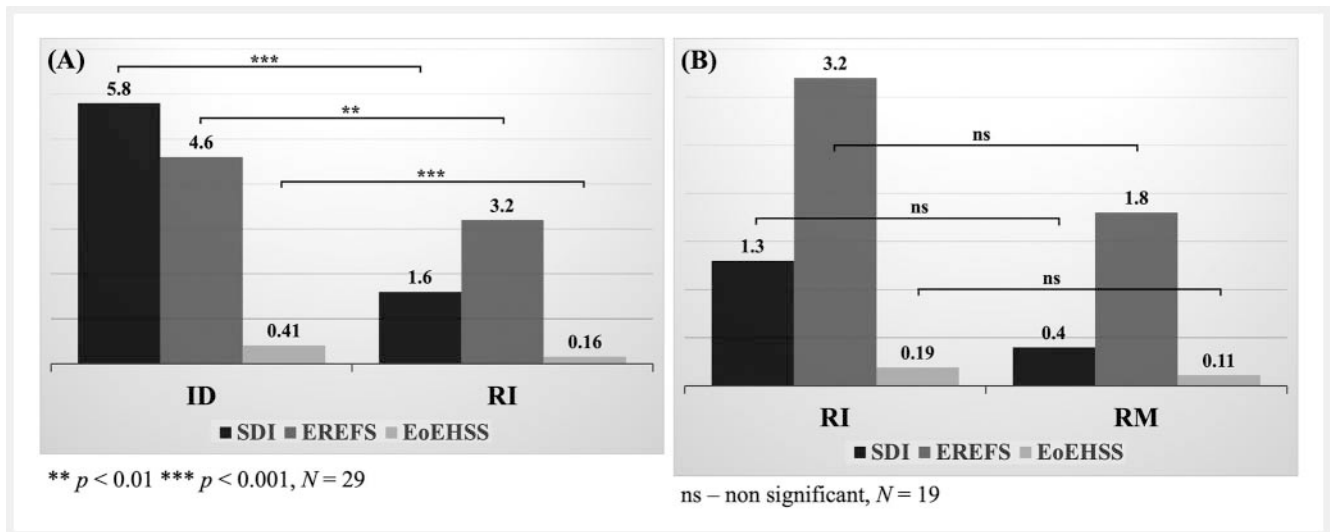 (A)
***
5.8
**
4.6
***
3.2
1.6
0.41
0.16
ID RI
SDI EREFS EoEHSS
** p < 0.01 *** p < 0.001, N = 29
(B)
3.2
ns
1.8
ns
1.3
ns
0.4
0.19
0.11
RI RM
SDI EREFS EoEHSS
ns – non significant, N = 19